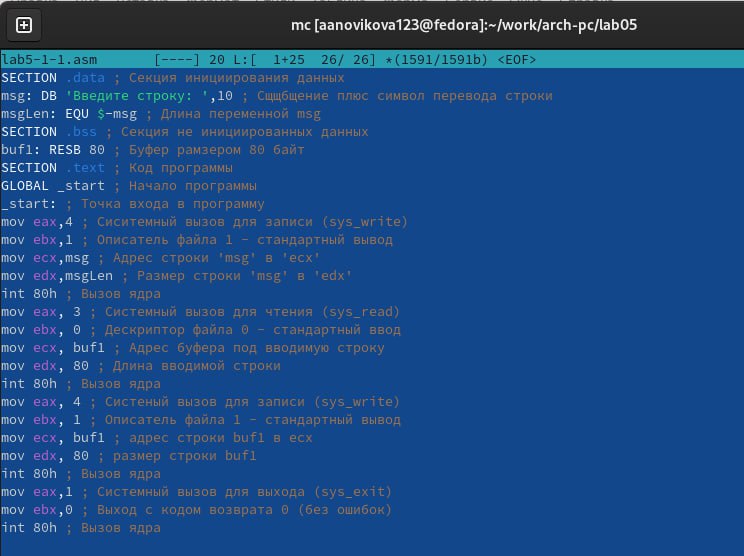 mc [aanovikova123@fedora]:~/work/arch-pc/lab05
lab5-1-1.asm [----] 20 L:[ 1+25 26/ 26] *(1591/1591b) <EOF>
SECTION .data ; Секция инициирования данных
msg: DB 'Введите строку: ',10 ; Сщщбщение плюс символ перевода строки
msgLen: EQU $-msg ; Длина переменной msg
SECTION .bss ; Секция не инициированных данных
buf1: RESB 80 ; Буфер рамзером 80 байт
SECTION .text ; Код программы
GLOBAL _start ; Начало программы
_start: ; Точка входа в программу
mov eax,4 ; Сиситемный вызов для записи (sys_write)
mov ebx,1 ; Описатель файла 1 - стандартный вывод
mov ecx,msg ; Адрес строки 'msg' в 'ecx'
mov edx,msgLen ; Размер строки 'msg' в 'edx'
int 80h ; Вызов ядра
mov eax, 3 ; Системный вызов для чтения (sys_read)
mov ebx, 0 ; Дескриптор файла 0 - стандартный ввод
mov ecx, buf1 ; Адрес буфера под вводимую строку
mov edx, 80 ; Длина вводимой строки
int 80h ; Вызов ядра
mov eax, 4 ; Систеный вызов для записи (sys_write)
mov ebx, 1 ; Описатель файла 1 - стандартный вывод
mov ecx, buf1 ; адрес строки buf1 в ecx
mov edx, 80 ; размер строки buf1
int 80h ; Вызов ядра
mov eax,1 ; Системный вызов для выхода (sys_exit)
mov ebx,0 ; Выход с кодом возврата 0 (без ошибок)
int 80h ; Вызов ядра